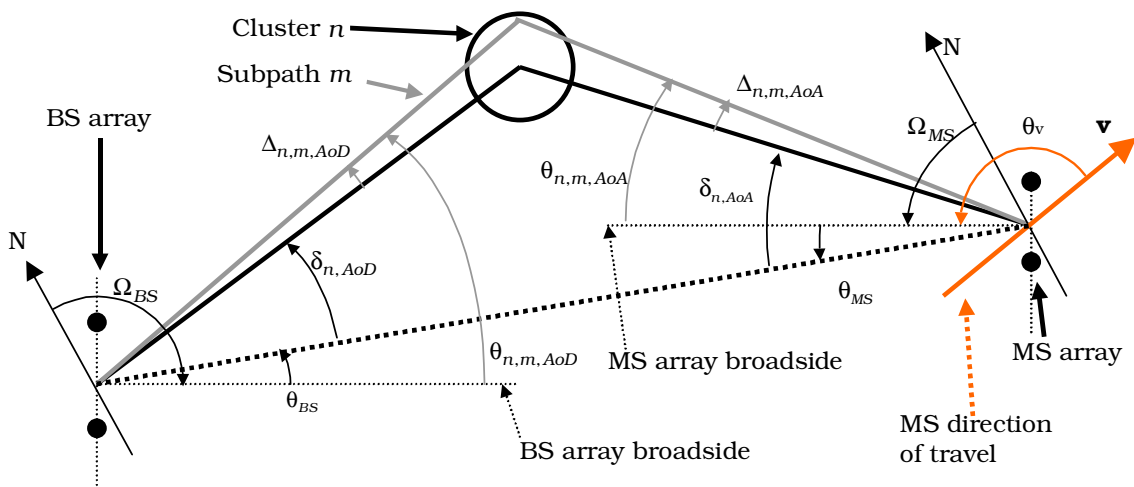 Cluster n
N
Subpath m
Δn,m,AoA
BS array
ΩMS
θv
v
Δn,m,AoD
θn,m,AoA
δn,AoA
N
δn,AoD
ΩBS
θMS
θn,m,AoD
MS array broadside
MS array
θBS
MS direction
of travel
BS array broadside